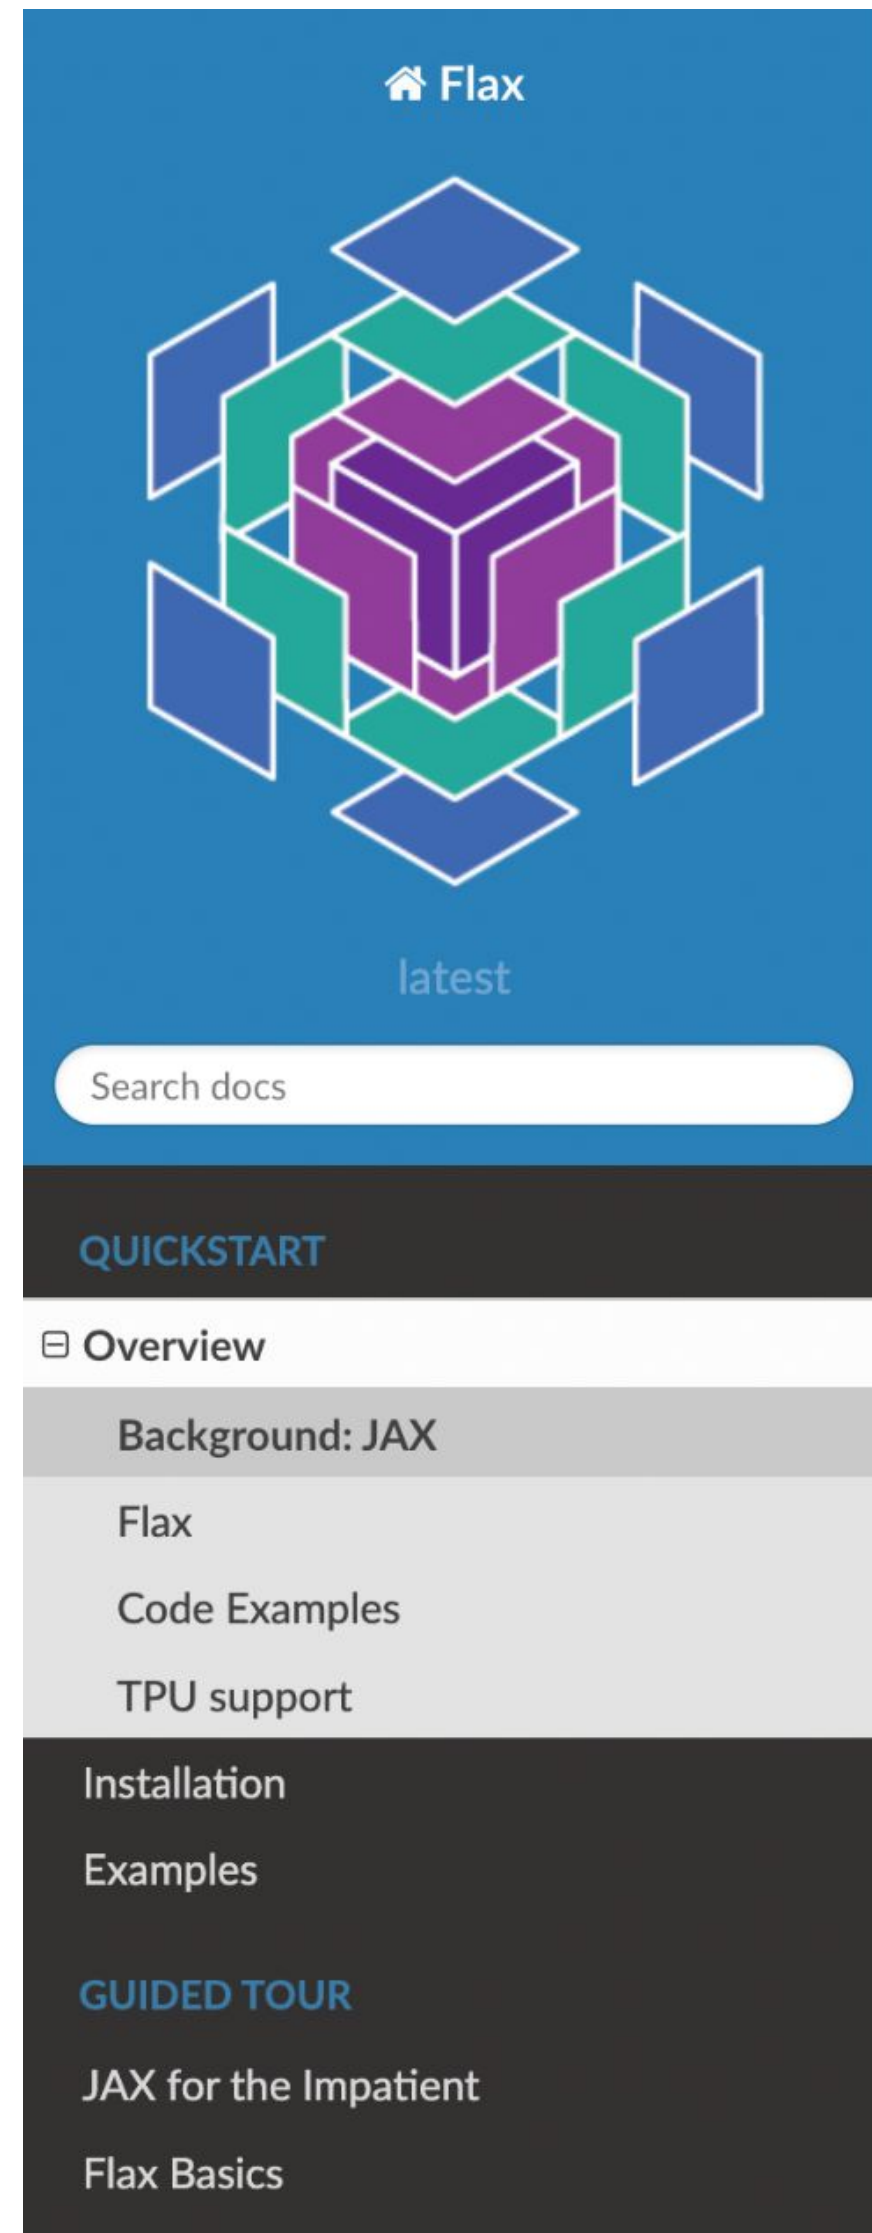 Flax
latest
Search docs
QUICKSTART
Overview
Background: JAX
Flax
Code Examples
TPU support
Installation
Examples
GUIDED TOUR
JAX for the Impatient
Flax Basics